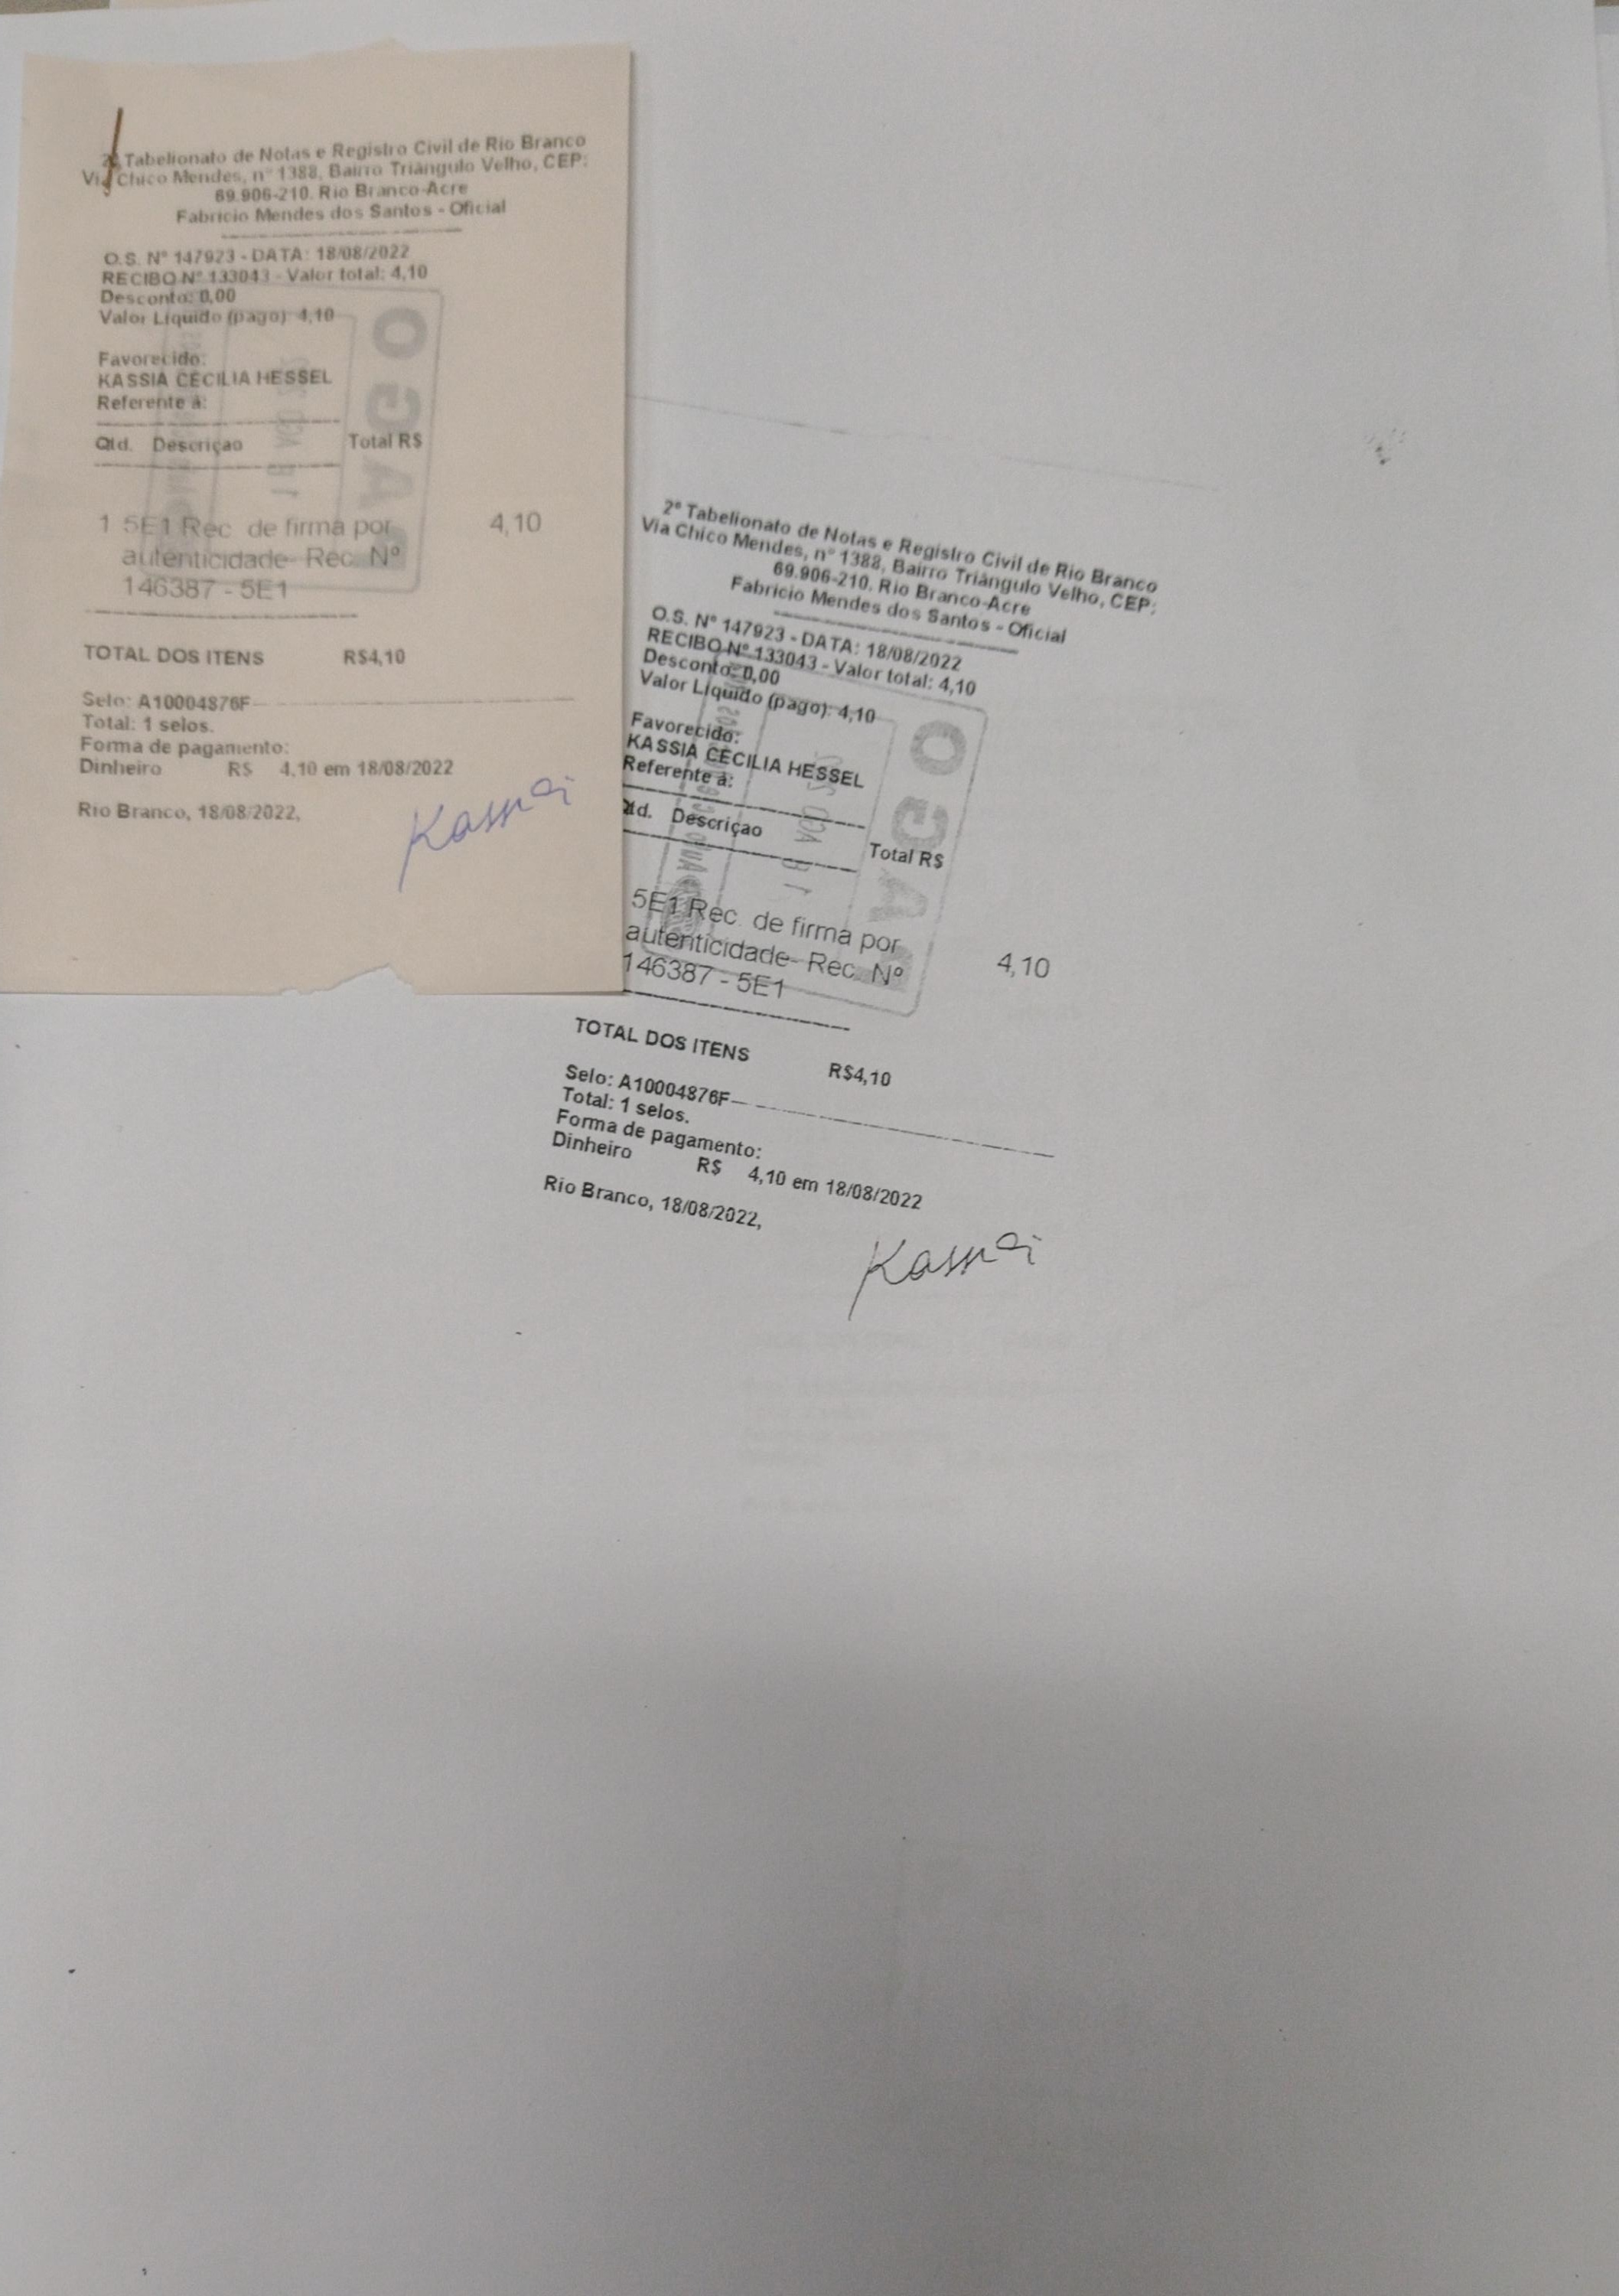 2º Tabelionato de Notas e Registro Civil de Rio Branco
Via Chico Mendes, nº 1388, Bairro Triângulo Velho, CEP:
69.906-210. Rio Branco-Acre
Fabricio Mendes dos Santos - Oficial
O.S. Nº 147923 - DATA: 18/08/2022
RECIBO Nº 133043 - Valor total: 4,10
Desconto: 0,00
Valor Líquido (pago): 4,10
Favorecido:
KASSIA CECILIA HESSEL
Referente à:
Qtd. Descriçao Total R$
1 5E1 Rec. de firma por 4,10
autenticidade- Rec. Nº
146387 - 5E1
TOTAL DOS ITENS R$4,10
Selo: A10004876F
Total: 1 selos.
Forma de pagamento:
Dinheiro R$ 4,10 em 18/08/2022
Rio Branco, 18/08/2022,
PAGO
2º Tabelionato de Notas e Registro Civil de Rio Branco
Via Chico Mendes, nº 1388, Bairro Triângulo Velho, CEP:
69.906-210. Rio Branco-Acre
Fabricio Mendes dos Santos - Oficial
O.S. Nº 147923 - DATA: 18/08/2022
RECIBO Nº 133043 - Valor total: 4,10
Desconto: 0,00
Valor Líquido (pago): 4,10
Favorecido:
KASSIA CECILIA HESSEL
Referente à:
Qtd. Descriçao Total R$
5E1 Rec. de firma por 4,10
autenticidade- Rec. Nº
146387 - 5E1
TOTAL DOS ITENS R$4,10
Selo: A10004876F
Total: 1 selos.
Forma de pagamento:
Dinheiro R$ 4,10 em 18/08/2022
Rio Branco, 18/08/2022,
PAGO